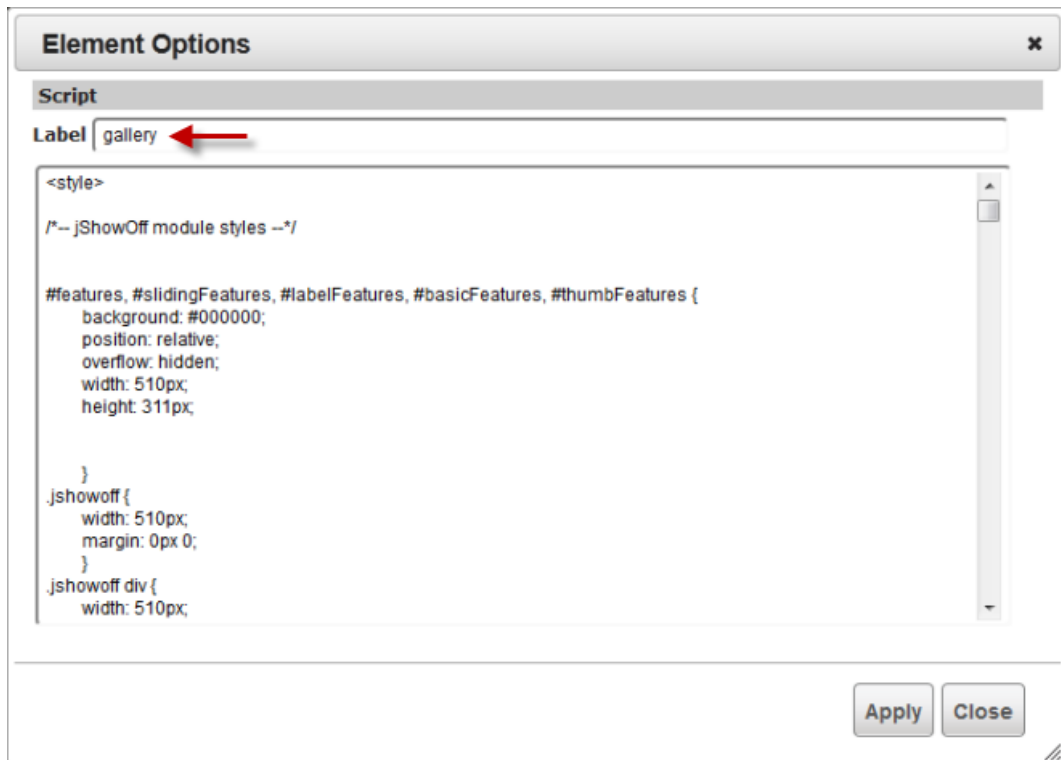 Element Options
Script
Label gallery
<style>
/*-- jShowOff module styles --*/
#features, #slidingFeatures, #labelFeatures, #basicFeatures, #thumbFeatures {
background: #000000;
position: relative;
overflow: hidden;
width: 510px;
height: 311px;
}
.jshowoff {
width: 510px;
margin: 0px 0;
}
.jshowoff div {
width: 510px;
Apply Close